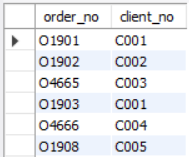 order_no client_no
O1901 C001
O1902 C002
O4665 C003
O1903 C001
O4666 C004
O1908 C005